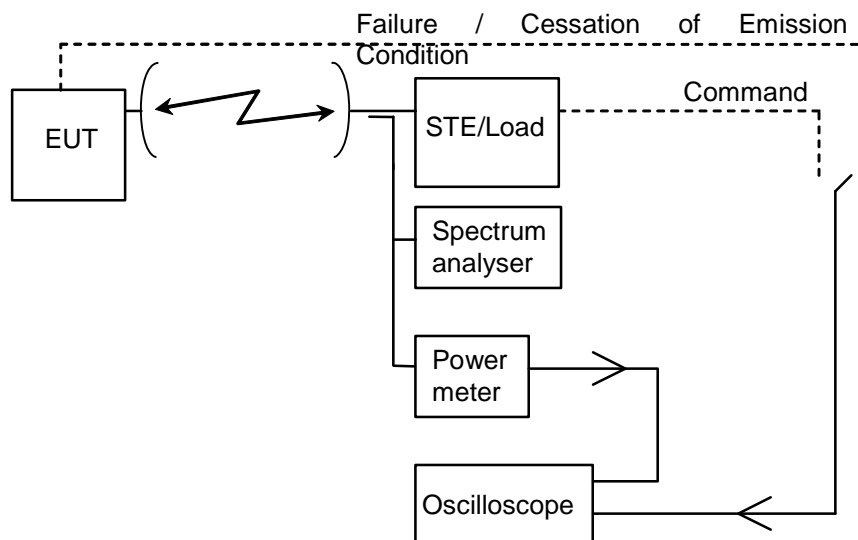 Failure / Cessation of Emission
Condition
Command
EUT
STE/Load
Spectrum
analyser
Power
meter
Oscilloscope